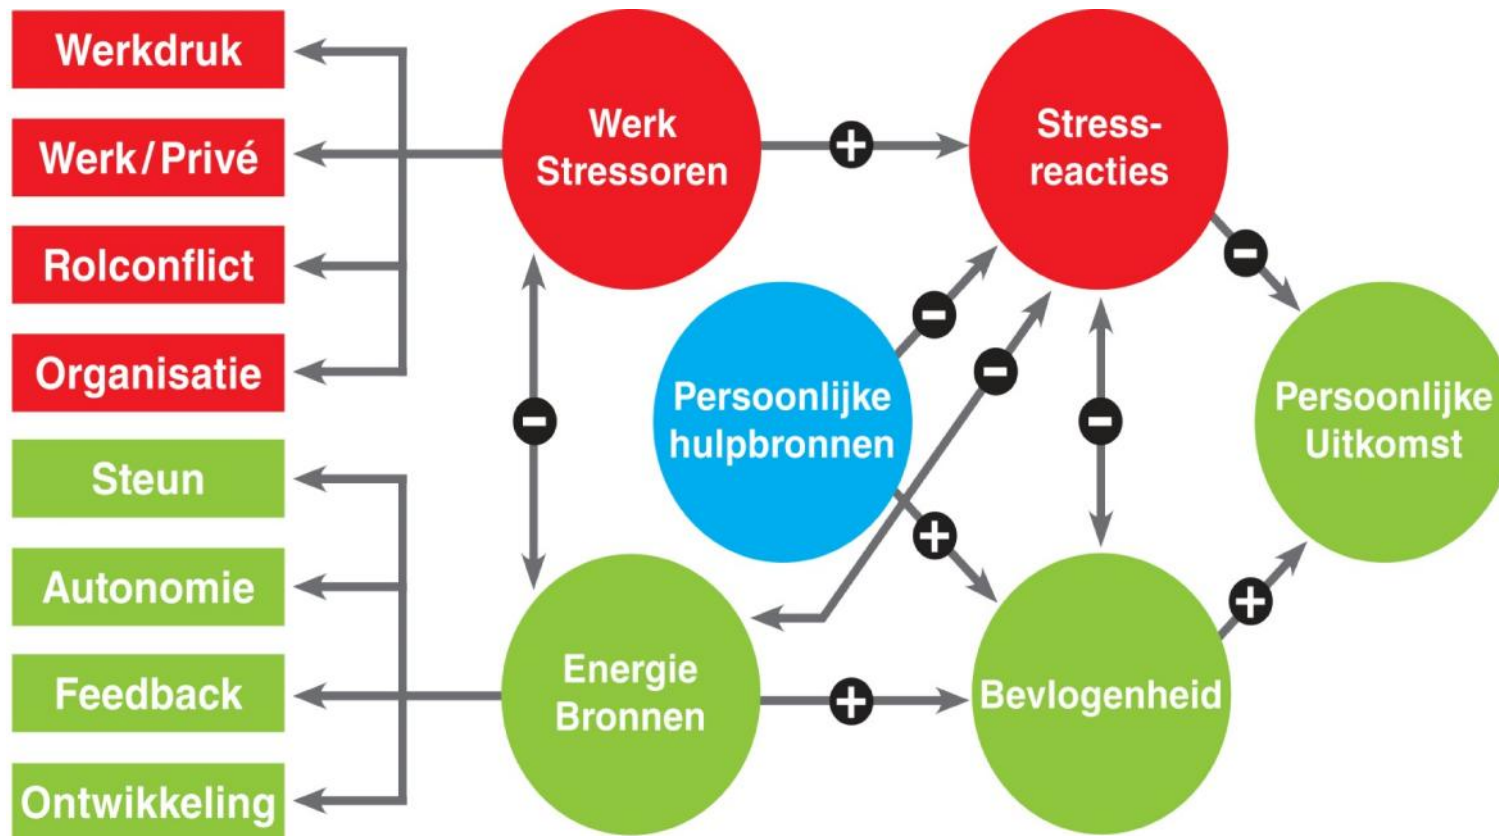 Werkdruk
Werk/Privé
Rolconflict
Organisatie
Steun
Autonomie
Feedback
Ontwikkeling
Werk
Stressoren
+
Stress-
reacties
-
-
-
-
-
Persoonlijke
hulpbronnen
+
Persoonlijke
Uitkomst
Energie
Bronnen
+
Bevlogenheid
+